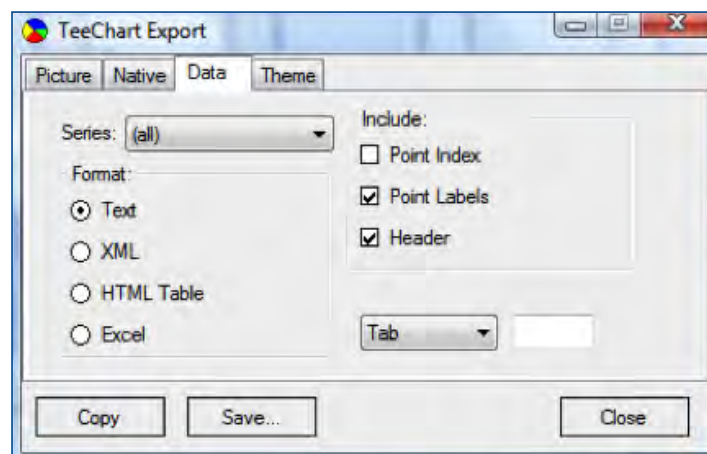 TeeChart Export
Picture Native Data Theme
Series: (all)
Format:
Text
XML
HTML Table
Excel
Include:
Point Index
Point Labels
Header
Tab
Copy Save... Close